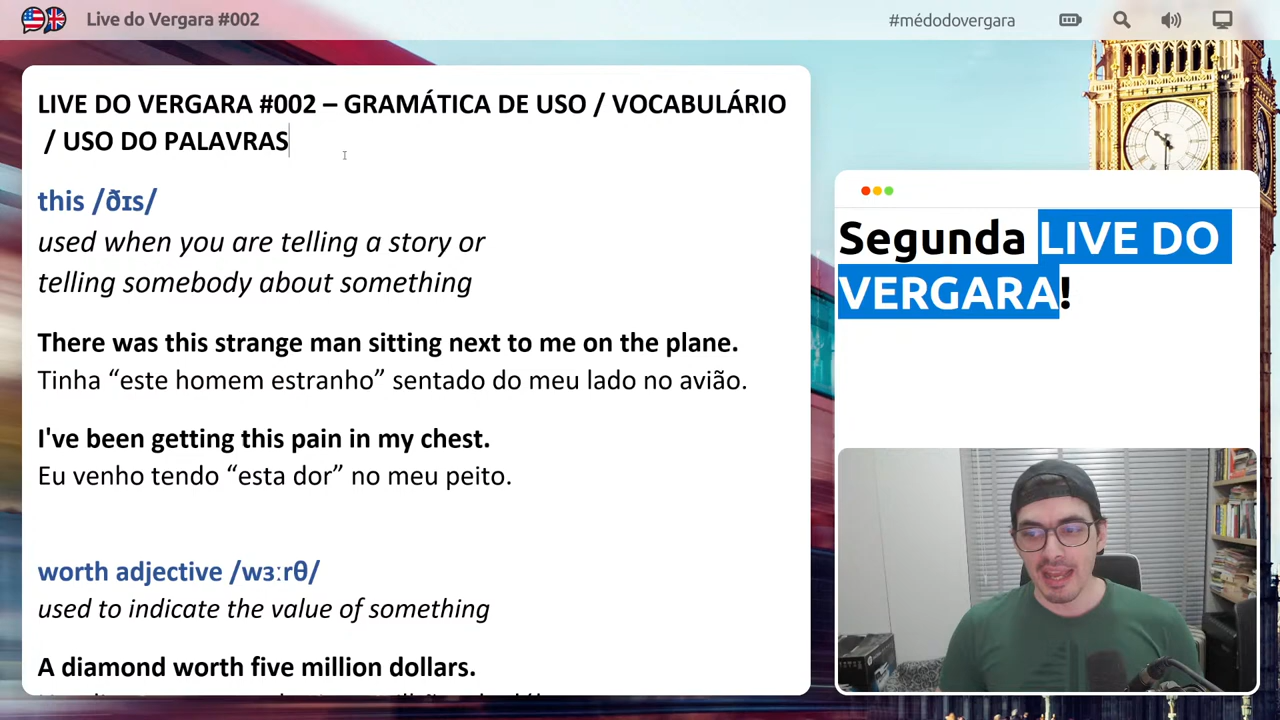 Live do Vergara #002
#médodovergara
LIVE DO VERGARA #002 – GRAMÁTICA DE USO / VOCABULÁRIO
/ USO DO PALAVRAS
this /ðɪs/
used when you are telling a story or
telling somebody about something
There was this strange man sitting next to me on the plane.
Tinha “este homem estranho” sentado do meu lado no avião.
I've been getting this pain in my chest.
Eu venho tendo “esta dor” no meu peito.
worth adjective /wɜːrθ/
used to indicate the value of something
A diamond worth five million dollars.
Segunda LIVE DO
VERGARA!